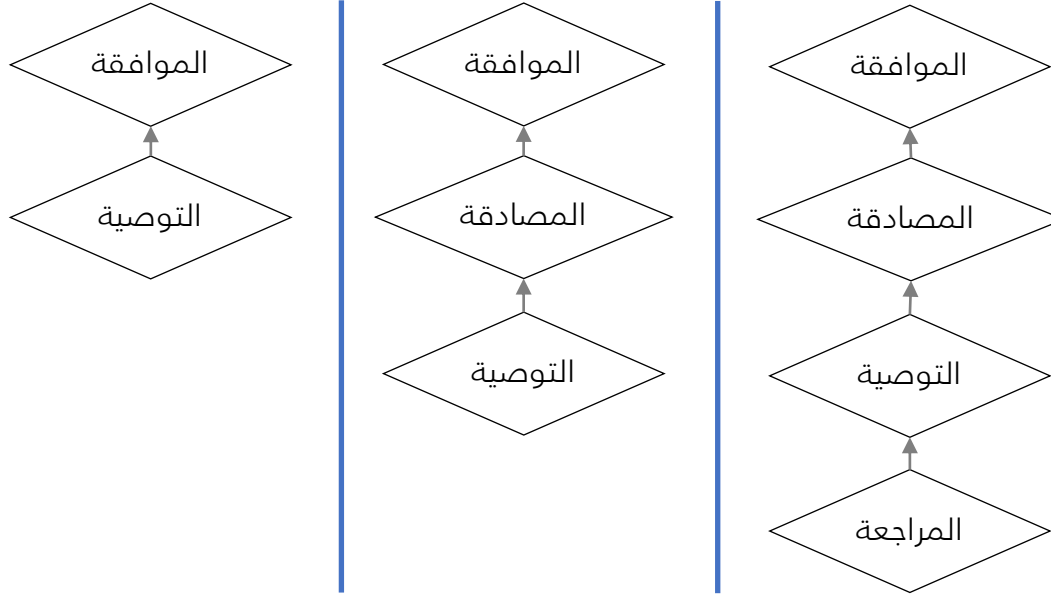 الموافقة
المصادقة
التوصية
المراجعة
الموافقة
المصادقة
التوصية
الموافقة
التوصية